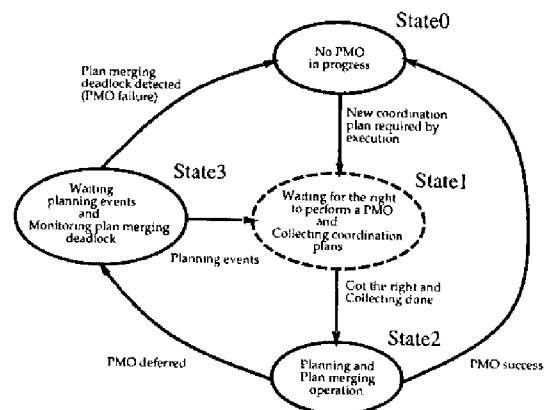 State0
No PMO
in progress
Plan merging
deadlock detected
(PMO failure)
New coordination
plan required by
execution
State3
State1
Waiting
planning events
and
Monitoring plan merging
deadlock
Waiting for the right
to perform a PMO
and
Collecting coordination
plans
Planning events
Got the right and
Collecting done
State2
PMO deferred
Planning and
Plan merging
operation
PMO success